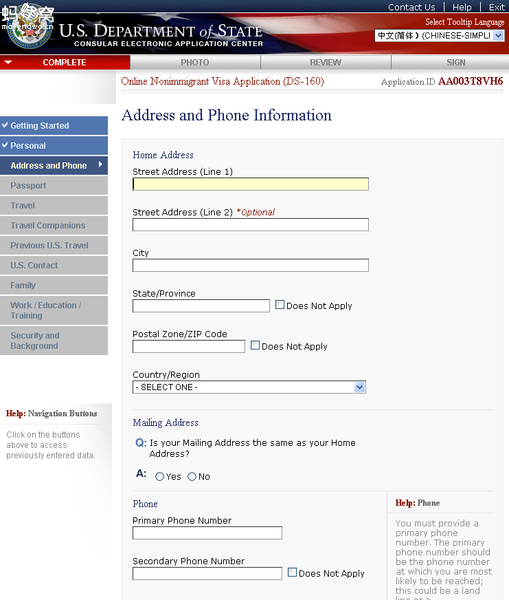 蚂蜂窝
mafengwo.cn
Contact Us | Help | Exit
U.S. DEPARTMENT of STATE
CONSULAR ELECTRONIC APPLICATION CENTER
Select Tooltip Language
中文(简体) (CHINESE-SIMPLI
COMPLETE
PHOTO
REVIEW
SIGN
Online Nonimmigrant Visa Application (DS-160)
Application ID AA003T8VH6
Getting Started
Personal
Address and Phone
Passport
Travel
Travel Companions
Previous U.S. Travel
U.S. Contact
Family
Work / Education /
Training
Security and
Background
Help: Navigation Buttons
Click on the buttons
above to access
previously entered data.
Address and Phone Information
Home Address
Street Address (Line 1)
Street Address (Line 2) *Optional
City
State/Province
Does Not Apply
Postal Zone/ZIP Code
Does Not Apply
Country/Region
- SELECT ONE -
Mailing Address
Q: Is your Mailing Address the same as your Home
Address?
A: Yes No
Phone
Primary Phone Number
Secondary Phone Number
Does Not Apply
Help: Phone
You must provide a
primary phone
number. The primary
phone number should
be the phone number
at which you are most
likely to be reached;
this could be a land